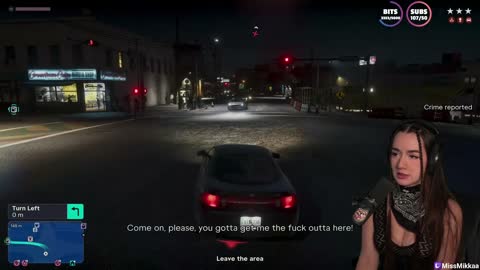 BITS
SUBS
107/50
Crime reported
Turn Left
0 m
Come on, please, you gotta get me the fuck outta here!
Leave the area
MissMikkaa